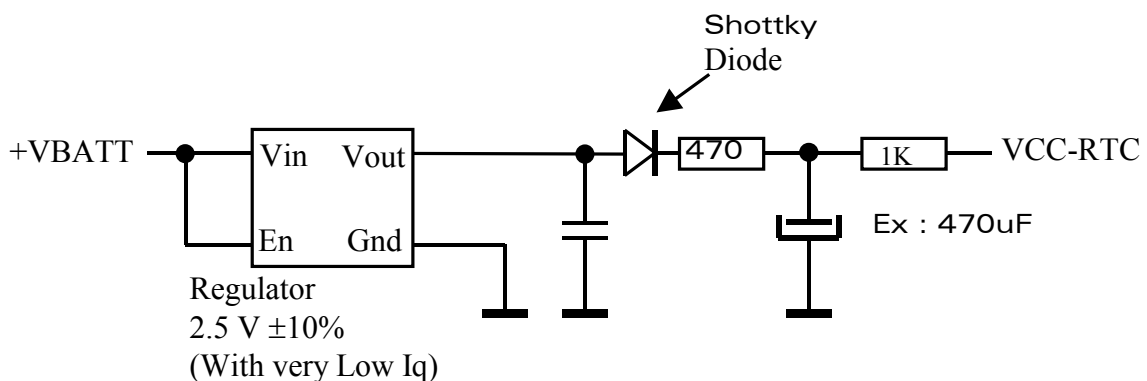 Shottky
Diode
+VBATT
Vin
Vout
470
1K
VCC-RTC
En
Gnd
Ex : 470uF
Regulator
2.5 V ±10%
(With very Low Iq)